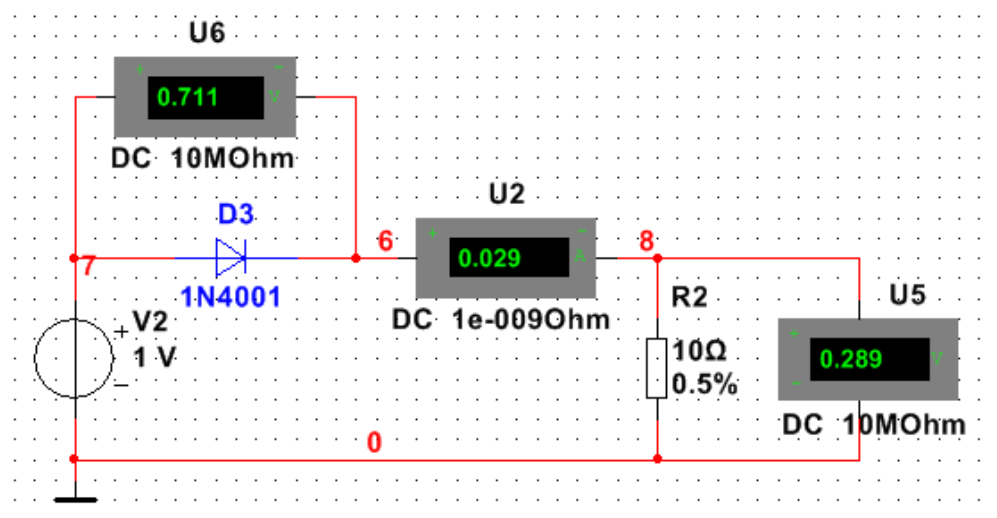 U6
+ -
0.711 V
DC 10MOhm
U2
D3
+ -
6
8
0.029 A
7
1N4001
R2
U5
DC 1e-009Ohm
+
V2
+
1 V
10Ω
0.289 V
-
0.5%
-
DC 10MOhm
0